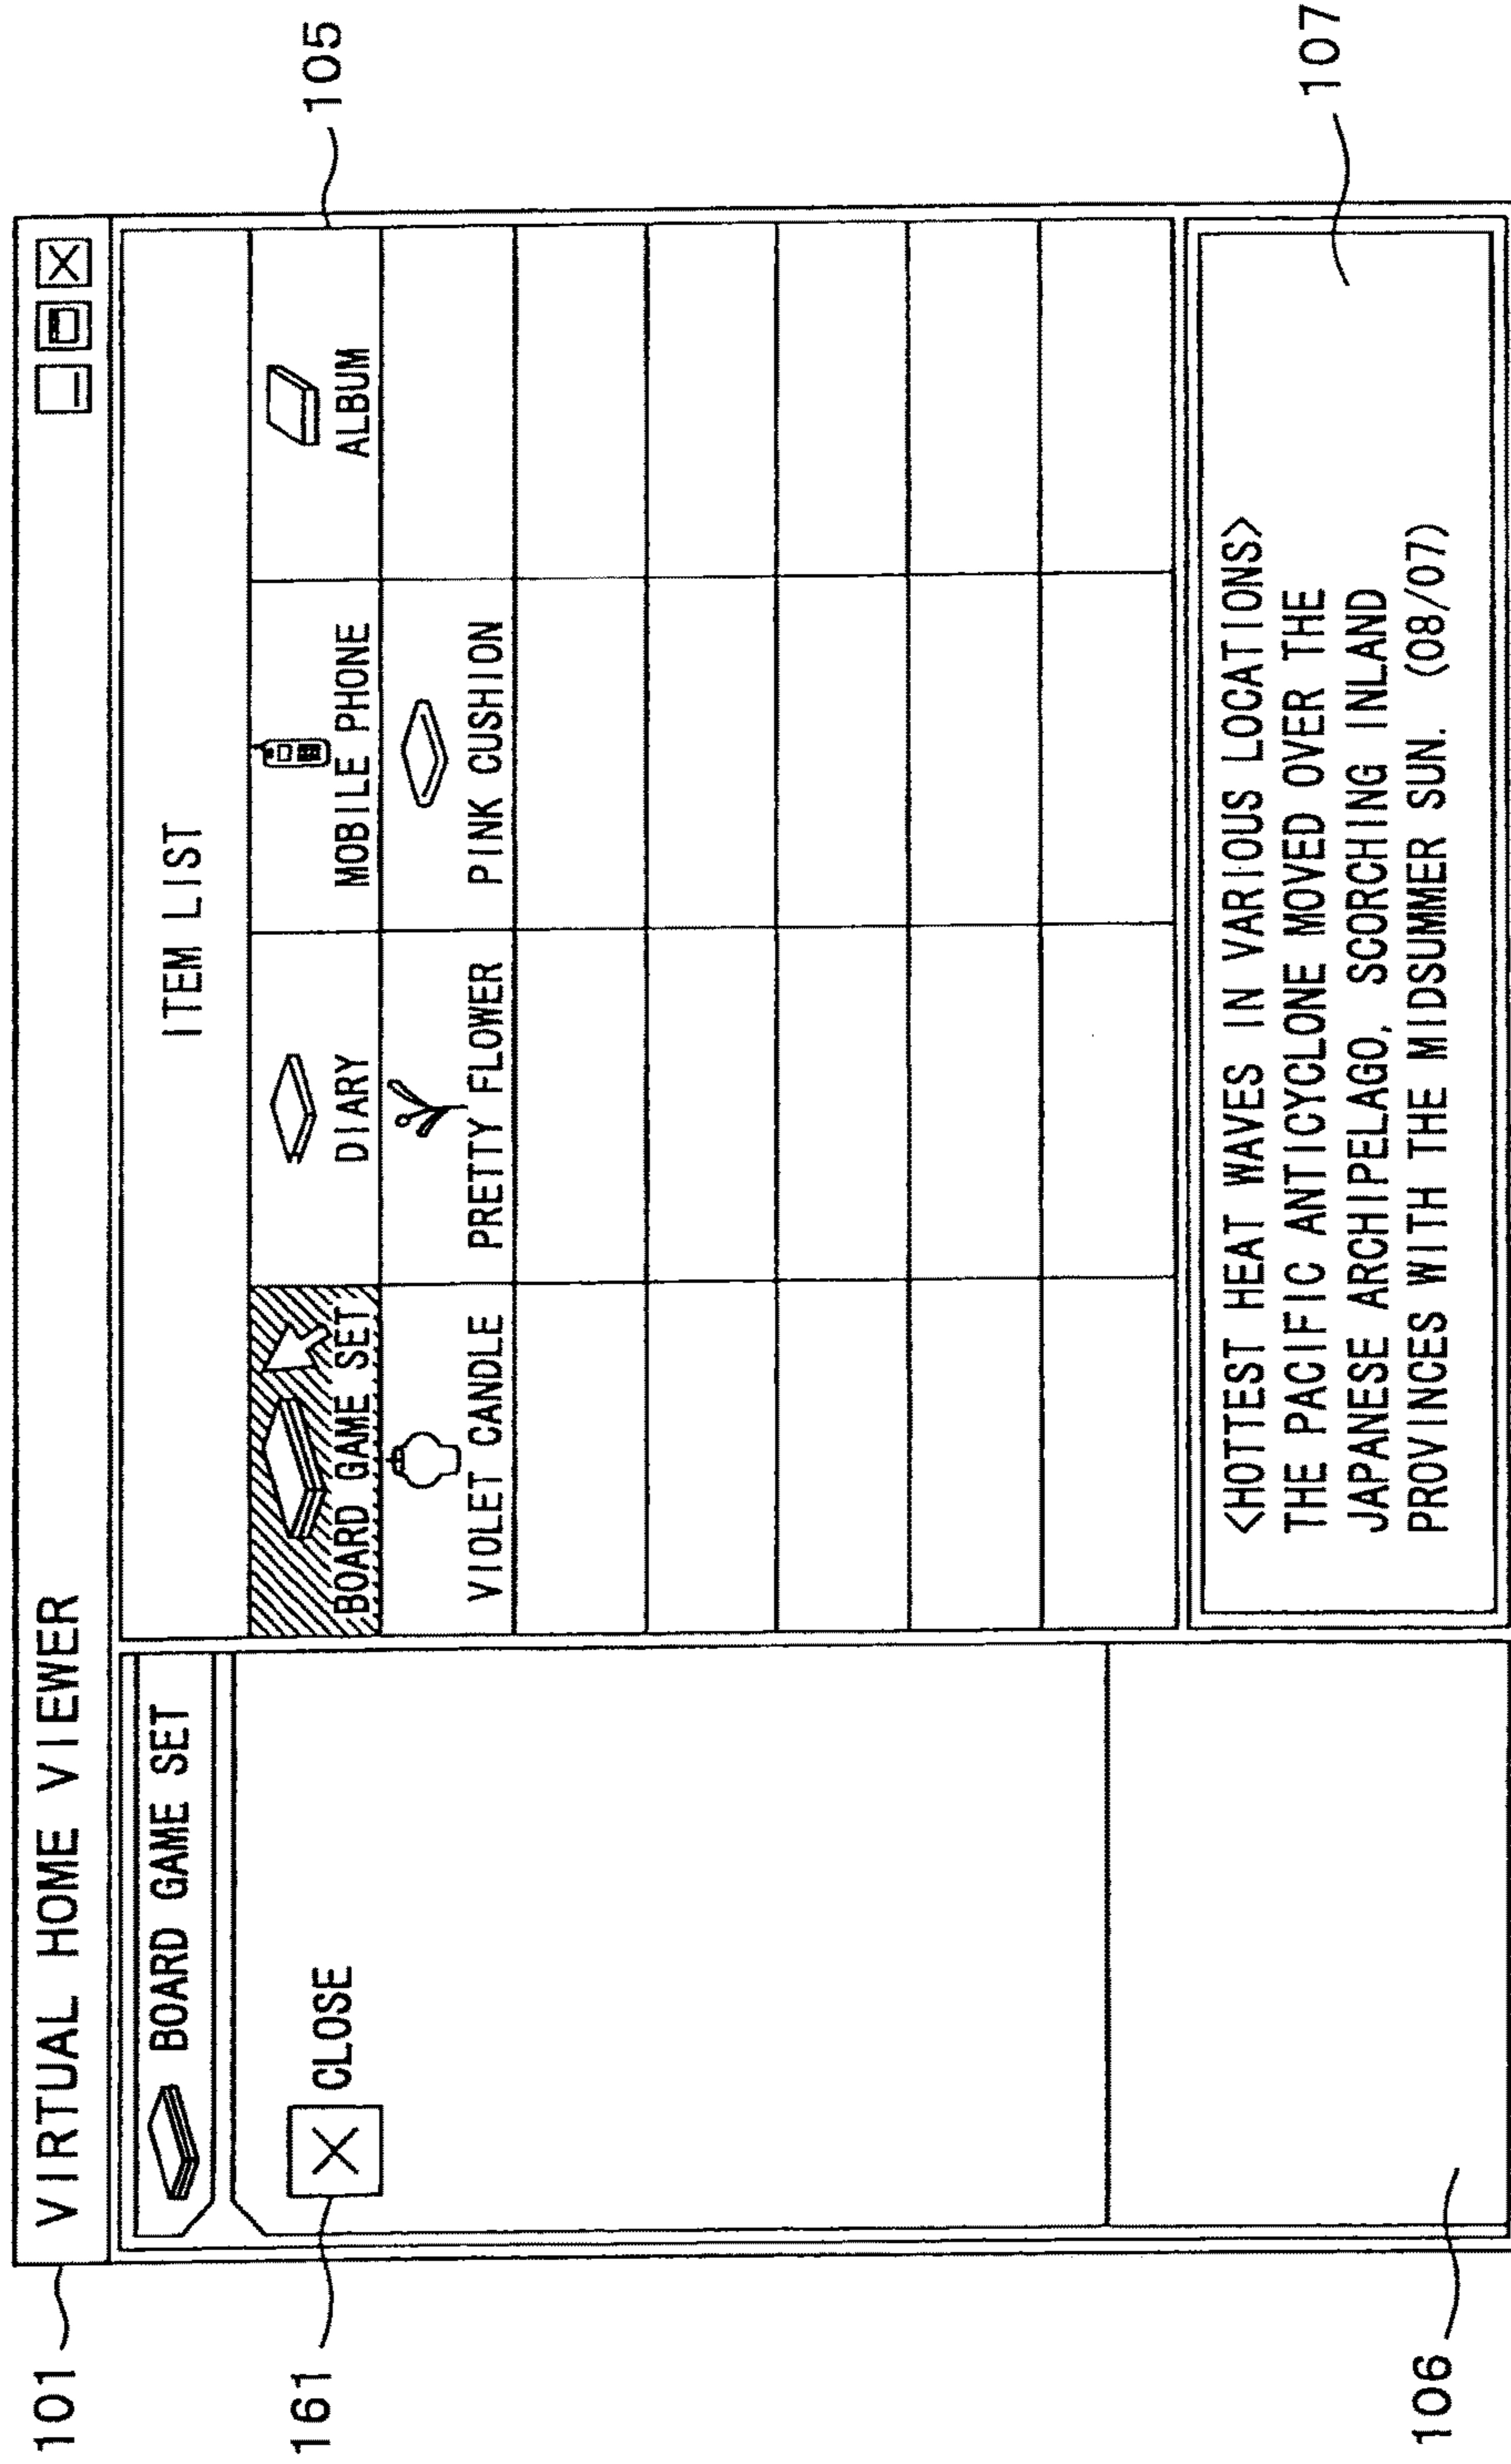 101
VIRTUAL HOME VIEWER
BOARD GAME SET
161
CLOSE
106
ITEM LIST
105
BOARD GAME SET
DIARY
MOBILE PHONE
ALBUM
VIOLET CANDLE
PRETTY FLOWER
PINK CUSHION
<HOTTEST HEAT WAVES IN VARIOUS LOCATIONS>
THE PACIFIC ANTICYCLONE MOVED OVER THE
JAPANESE ARCHIPELAGO, SCORCHING INLAND
PROVINCES WITH THE MIDSUMMER SUN. (08/07)
107